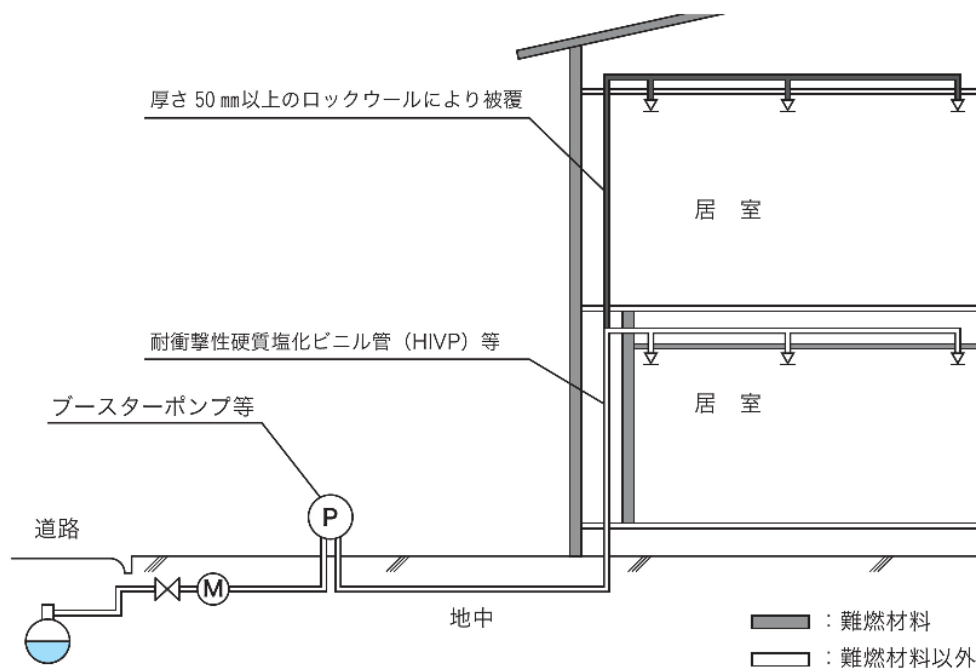 厚さ 50 ㎜以上のロックウールにより被覆
居 室
耐衝撃性硬質塩化ビニル管（HIVP）等
居 室
ブースターポンプ等
P
道路
M
地中
：難燃材料
：難燃材料以外